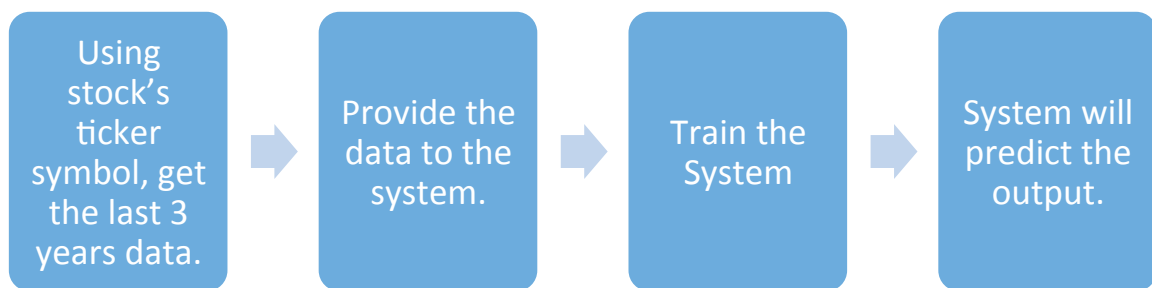 Using
stock’s
ticker
symbol, get
the last 3
years data.
Provide the
data to the
system.
Train the
System
System will
predict the
output.